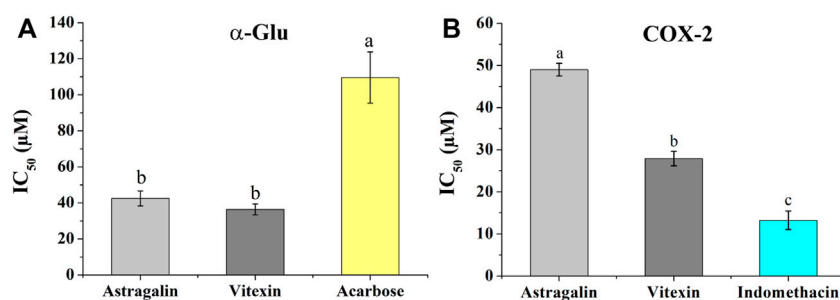 A
α-Glu
IC50 (μM)
140
120
100
80
60
40
20
0
b
b
a
Astragalin Vitexin Acarbose
B
COX-2
IC50 (μM)
60
50
40
30
20
10
0
a
b
c
Astragalin Vitexin Indomethacin